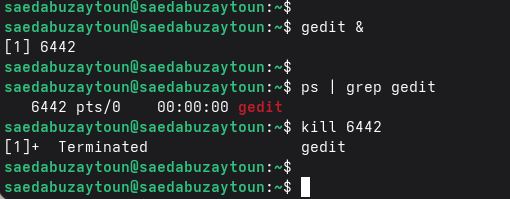 saedabuzaytoun@saedabuzaytoun:~$
saedabuzaytoun@saedabuzaytoun:~$ gedit &
[1] 6442
saedabuzaytoun@saedabuzaytoun:~$
saedabuzaytoun@saedabuzaytoun:~$ ps | grep gedit
   6442 pts/0    00:00:00 gedit
saedabuzaytoun@saedabuzaytoun:~$ kill 6442
[1]+  Terminated              gedit
saedabuzaytoun@saedabuzaytoun:~$
saedabuzaytoun@saedabuzaytoun:~$